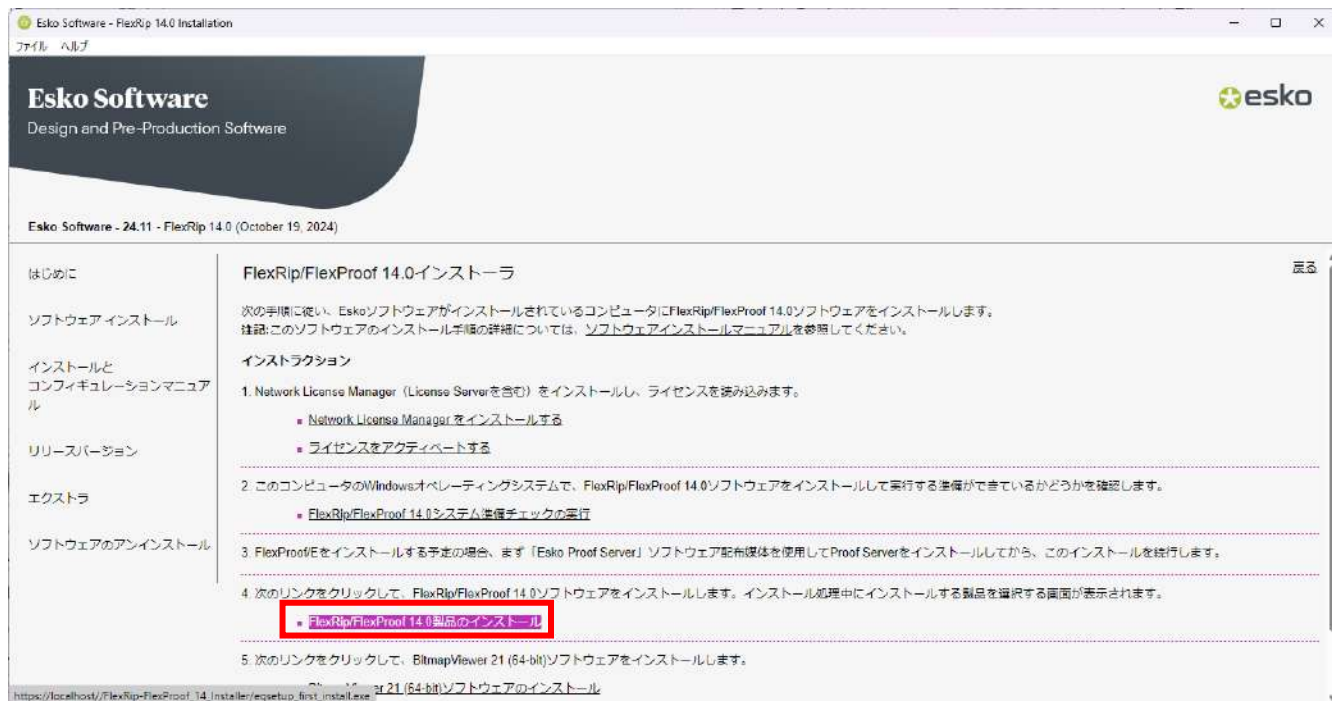 Esko Software - FlexRip 14.0 Installation
ファイル ヘルプ
Esko Software
Design and Pre-Production Software
esko
Esko Software - 24.11 - FlexRip 14.0 (October 19, 2024)
はじめに
ソフトウェアインストール
インストールと
コンフィギュレーションマニュア
ル
リリースバージョン
エクストラ
ソフトウェアのアンインストール
FlexRip/FlexProof 14.0インストーラ
戻る
次の手順に従い、EskoソフトウェアがインストールされているコンピュータにFlexRip/FlexProof 14.0ソフトウェアをインストールします。
注記:このソフトウェアのインストール手順の詳細については、ソフトウェアインストールマニュアルを参照してください。
インストラクション
1. Network License Manager（License Serverを含む）をインストールし、ライセンスを読み込みます。
Network License Manager をインストールする
ライセンスをアクティベートする
2. このコンピュータのWindowsオペレーティングシステムで、FlexRip/FlexProof 14.0ソフトウェアをインストールして実行する準備ができているかどうかを確認します。
FlexRip/FlexProof 14.0システム準備チェックの実行
3. FlexProof/Eをインストールする予定の場合、まず「Esko Proof Server」ソフトウェア配布媒体を使用してProof Serverをインストールしてから、このインストールを続行します。
4. 次のリンクをクリックして、FlexRip/FlexProof 14.0ソフトウェアをインストールします。インストール処理中にインストールする製品を選択する画面が表示されます。
FlexRip/FlexProof 14.0製品のインストール
5. 次のリンクをクリックして、BitmapViewer 21 (64-bit)ソフトウェアをインストールします。
21 (64-bit)ソフトウェアのインストール
https://localhost//FlexRip-FlexProof_14_Installer/eqsetup_first_install.exe